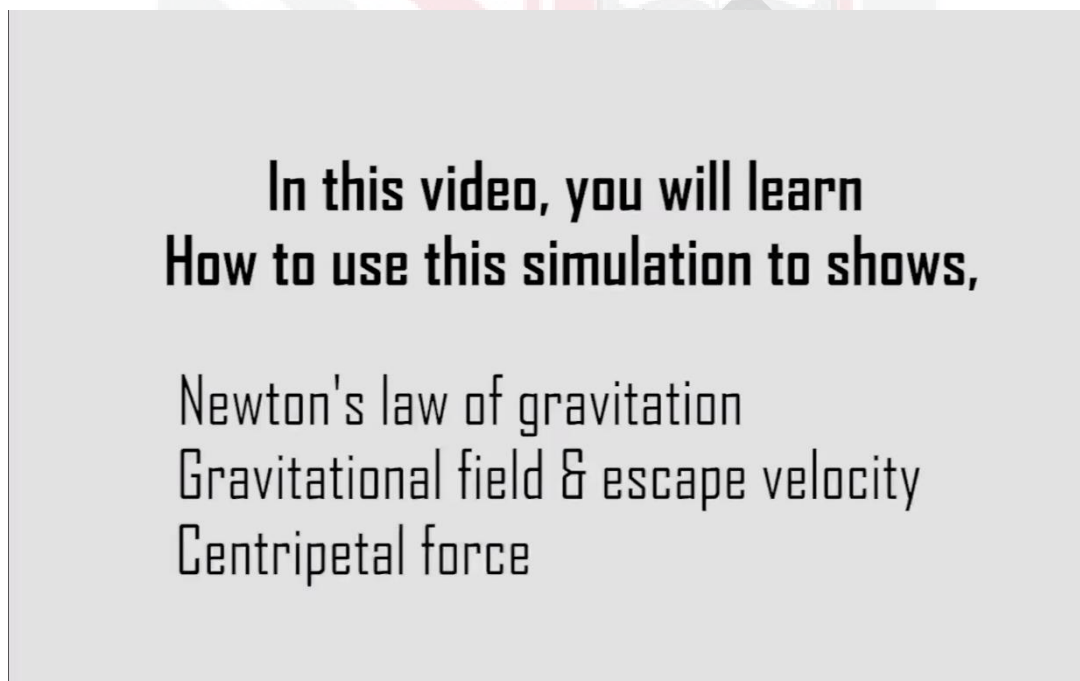 In this video, you will learn
How to use this simulation to shows,
Newton's law of gravitation
Gravitational field & escape velocity
Centripetal force